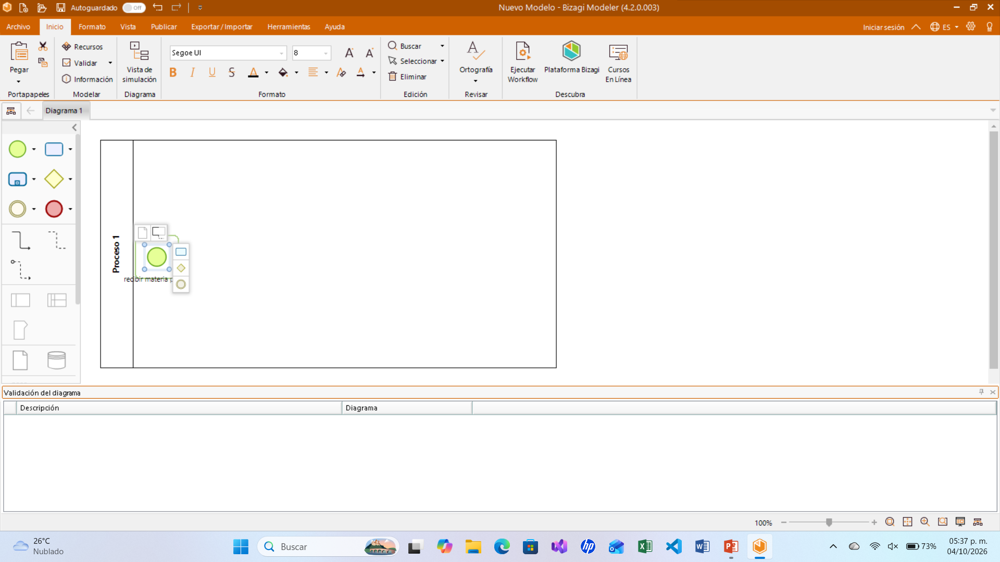 Autoguardado
Off
Nuevo Modelo - Bizagi Modeler (4.2.0.003)
Archivo
Inicio
Formato
Vista
Publicar
Exportar / Importar
Herramientas
Ayuda
Iniciar sesión
ES
Pegar
Portapapeles
Recursos
Validar
Información
Modelar
Vista de
simulación
Diagrama
Segoe UI
8
B I U S A
A A
Formato
Buscar
Seleccionar
Eliminar
Edición
Ortografía
Revisar
Ejecutar
Workflow
Plataforma Bizagi
Cursos
En Línea
Descubra
Diagrama 1
Proceso 1
recibir materia p
Validación del diagrama
Descripción
Diagrama
100%
26°C
Nublado
Buscar
73%
05:37 p. m.
04/10/2026